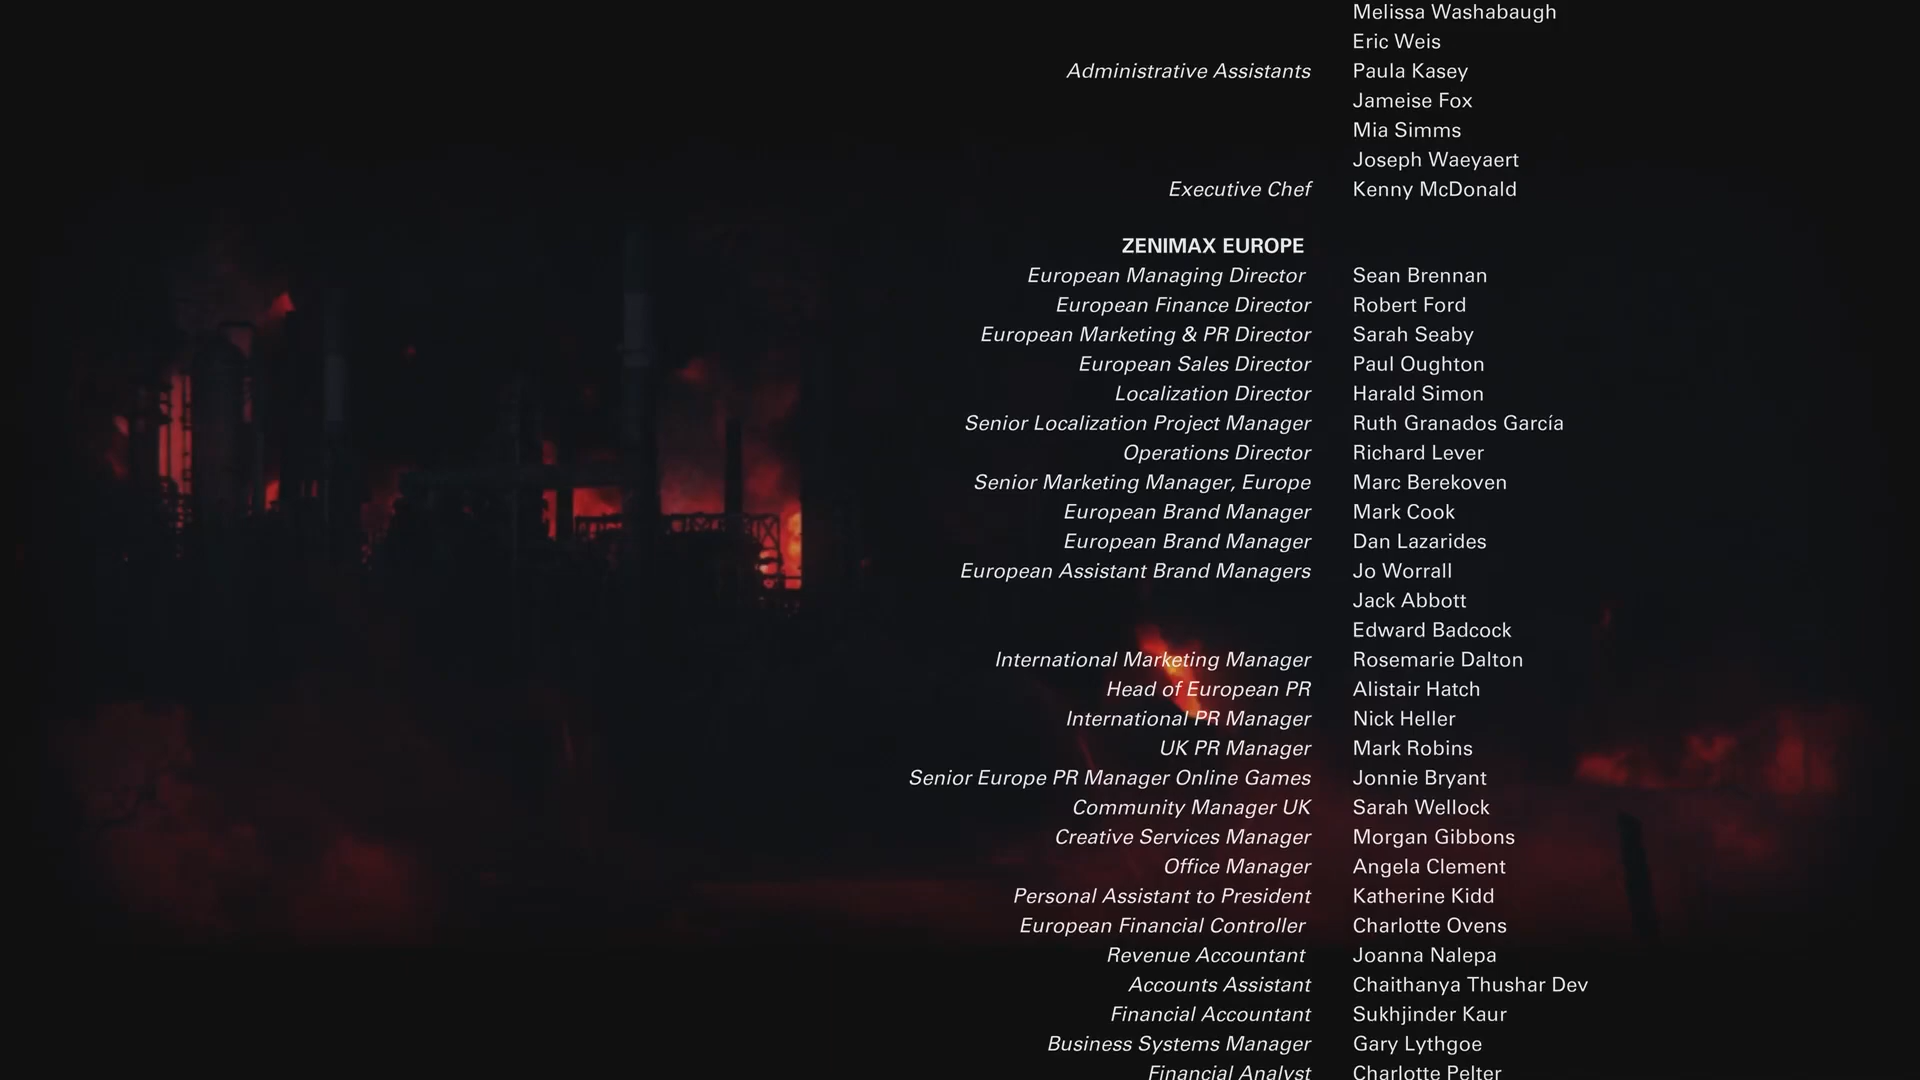 Melissa Washabaugh
Eric Weis
Administrative Assistants Paula Kasey
Jameise Fox
Mia Simms
Joseph Waeyaert
Executive Chef Kenny McDonald
ZENIMAX EUROPE
European Managing Director Sean Brennan
European Finance Director Robert Ford
European Marketing & PR Director Sarah Seaby
European Sales Director Paul Oughton
Localization Director Harald Simon
Senior Localization Project Manager Ruth Granados García
Operations Director Richard Lever
Senior Marketing Manager, Europe Marc Berekoven
European Brand Manager Mark Cook
European Brand Manager Dan Lazarides
European Assistant Brand Managers Jo Worrall
Jack Abbott
Edward Badcock
International Marketing Manager Rosemarie Dalton
Head of European PR Alistair Hatch
International PR Manager Nick Heller
UK PR Manager Mark Robins
Senior Europe PR Manager Online Games Jonnie Bryant
Community Manager UK Sarah Wellock
Creative Services Manager Morgan Gibbons
Office Manager Angela Clement
Personal Assistant to President Katherine Kidd
European Financial Controller Charlotte Ovens
Revenue Accountant Joanna Nalepa
Accounts Assistant Chaithanya Thushar Dev
Financial Accountant Sukhjinder Kaur
Business Systems Manager Gary Lythgoe
Financial Analyst Charlotte Pelter